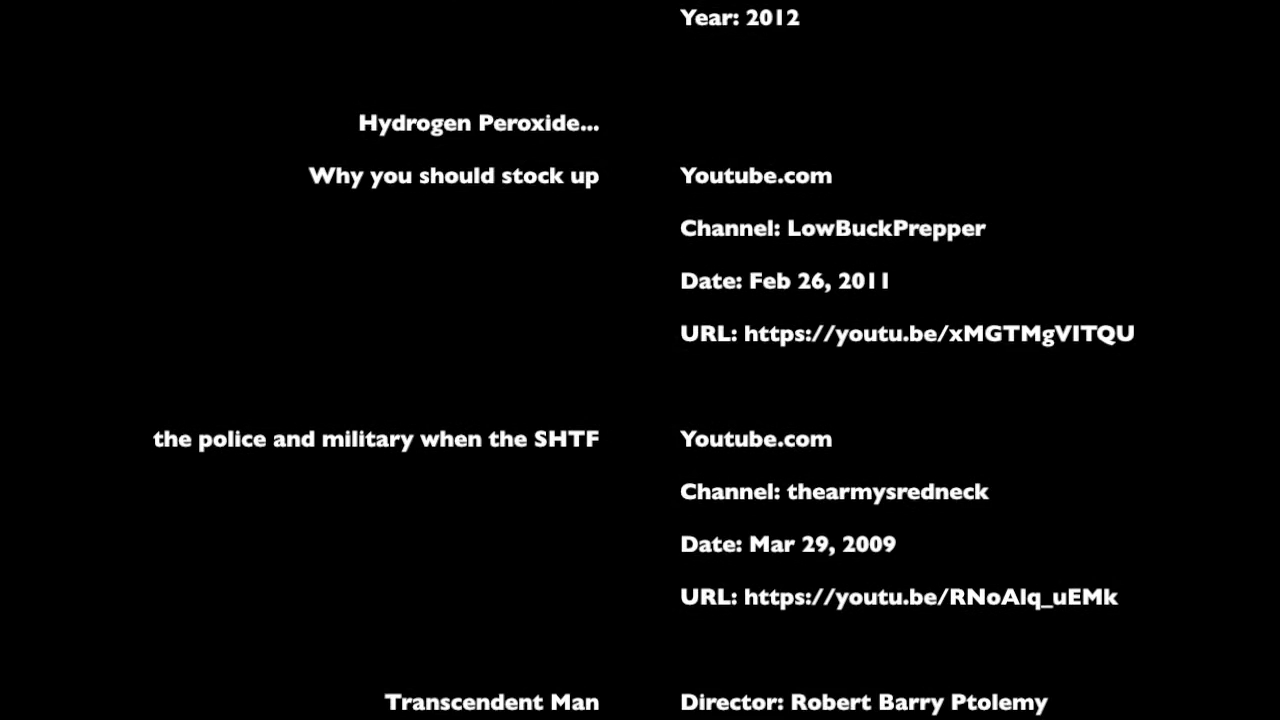 Year: 2012
Hydrogen Peroxide...
Why you should stock up Youtube.com
Channel: LowBuckPrepper
Date: Feb 26, 2011
URL: https://youtu.be/xMGTMgVITQU
the police and military when the SHTF Youtube.com
Channel: thearmysredneck
Date: Mar 29, 2009
URL: https://youtu.be/RNoAlq_uEMk
Transcendent Man Director: Robert Barry Ptolemy